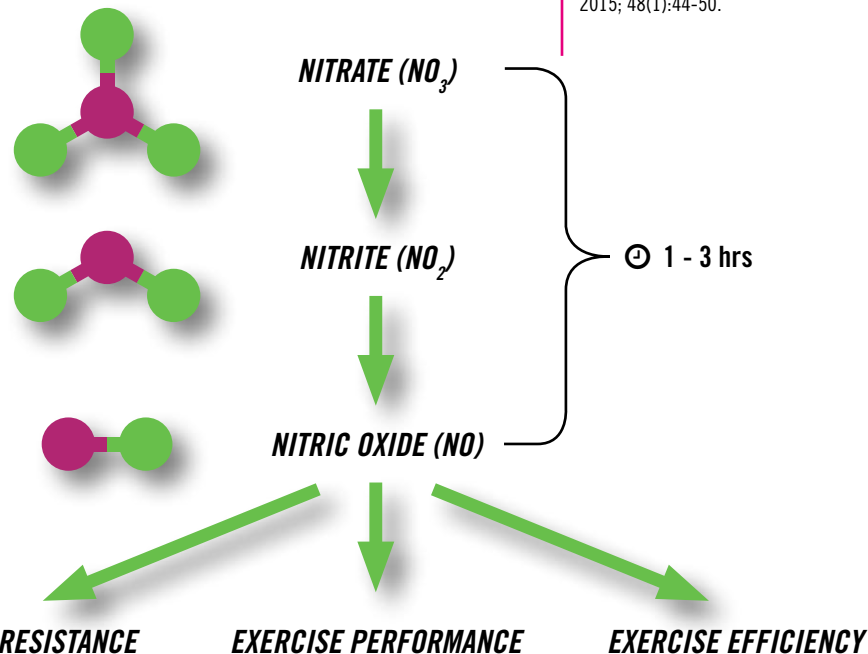 2015; 48(1):44-50.
NITRATE (NO₃)
NITRITE (NO₂)
1 - 3 hrs
NITRIC OXIDE (NO)
RESISTANCE EXERCISE PERFORMANCE EXERCISE EFFICIENCY